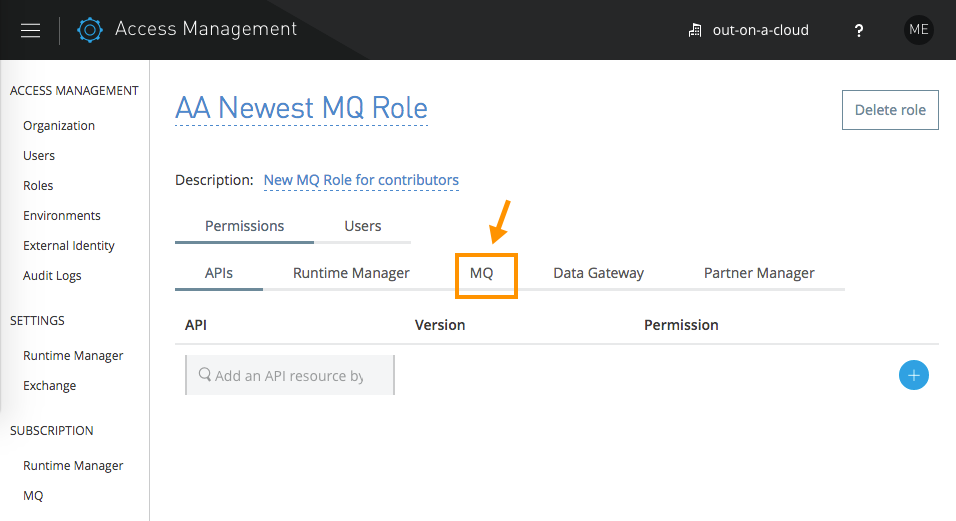 Access Management
out-on-a-cloud
?
ME
ACCESS MANAGEMENT
Organization
Users
Roles
Environments
External Identity
Audit Logs
SETTINGS
Runtime Manager
Exchange
SUBSCRIPTION
Runtime Manager
MQ
AA Newest MQ Role
Delete role
Description: New MQ Role for contributors
Permissions Users
APIs Runtime Manager MQ Data Gateway Partner Manager
API Version Permission
Add an API resource by